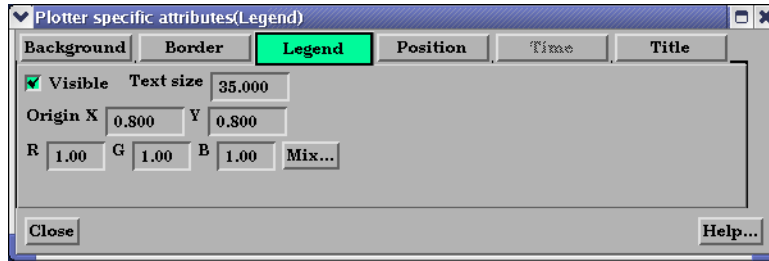 Plotter specific attributes(Legend)
Background Border Legend Position Time Title
Visible Text size 35.000
Origin X 0.800 Y 0.800
R 1.00 G 1.00 B 1.00 Mix...
Close Help...